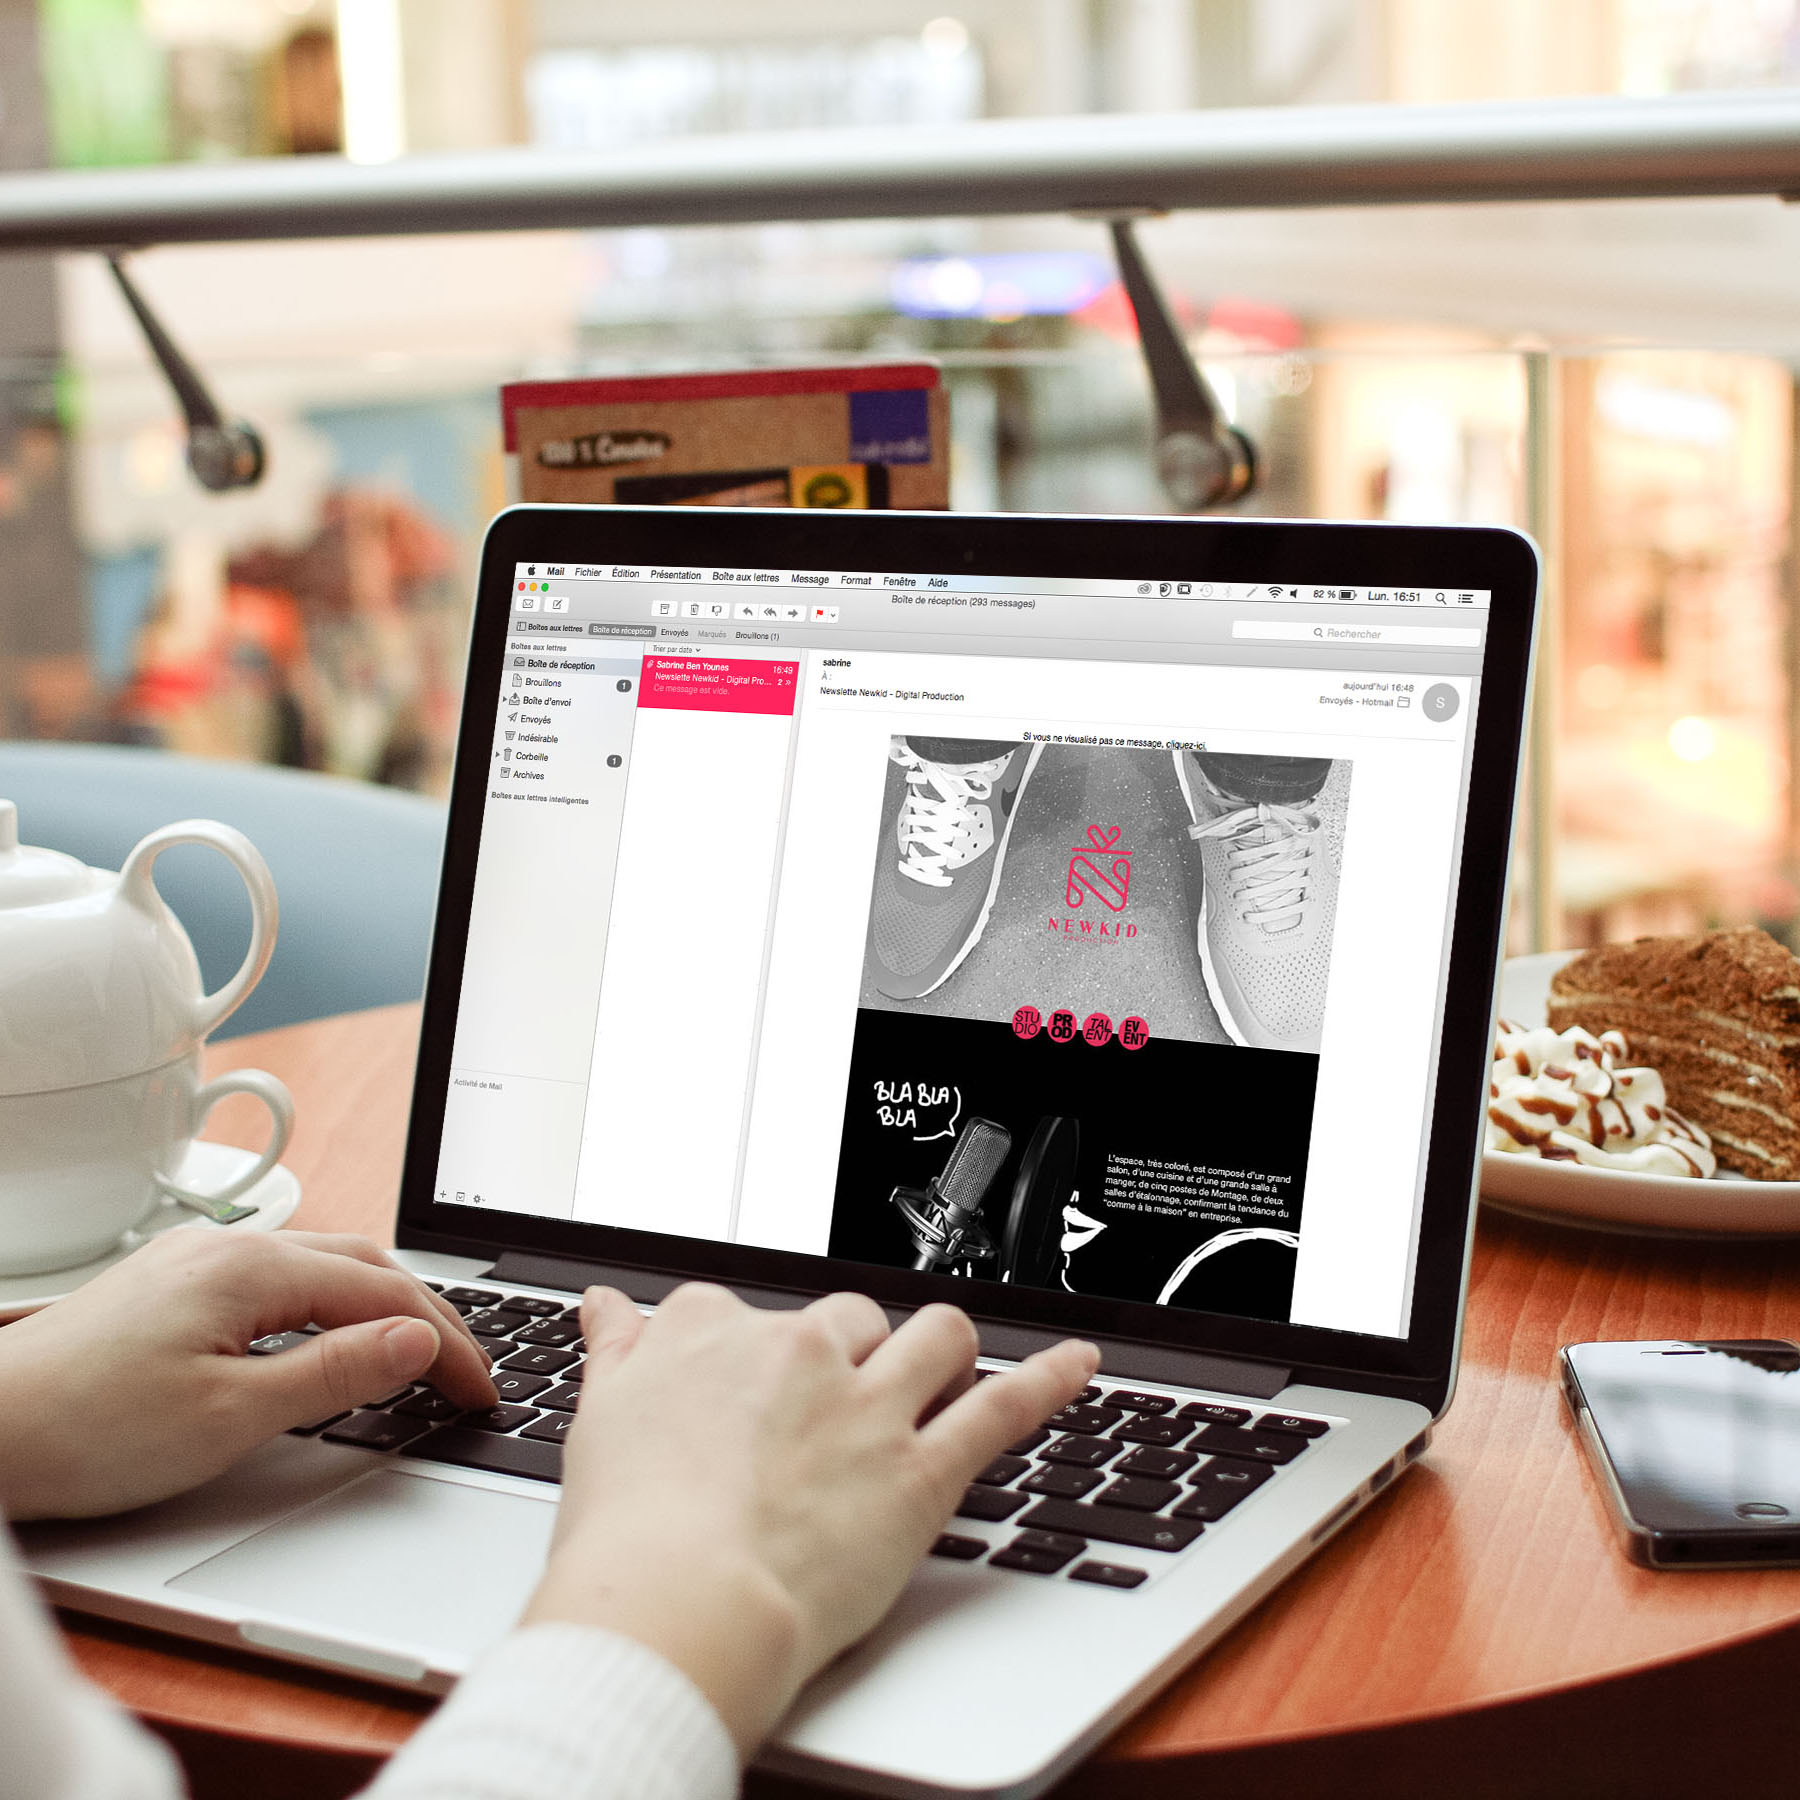 100 % Canelos
Mail Fichier Édition Présentation Boîte aux lettres Message Format Fenêtre Aide 82 % Lun. 16:51
Boîte de réception (293 messages)
Rechercher
Boîtes aux lettres Boîte de réception Envoyés Marqués Brouillons (1)
Boîtes aux lettres
Boîte de réception
Brouillons 1
Boîte d'envoi
Envoyés
Indésirable
Corbeille 1
Archives
Boîtes aux lettres intelligentes
Activité de Mail
Trier par date
Sabrine Ben Younes 16:49
Newslette Newkid - Digital Pro... 2 »
Ce message est vide.
sabrine
À :
Newslette Newkid - Digital Production
aujourd'hui 16:48
Envoyés - Hotmail
S
Si vous ne visualisé pas ce message, cliquez-ici,
NEWKID
PRODUCTION
STU
DIO
PR
OD
TAL
ENT
EV
ENT
BLA BLA
BLA
L'espace, très coloré, est composé d'un grand
salon, d'une cuisine et d'une grande salle à
manger, de cinq postes de Montage, de deux
salles d'étalonnage, confirmant la tendance du
"comme à la maison" en entreprise.